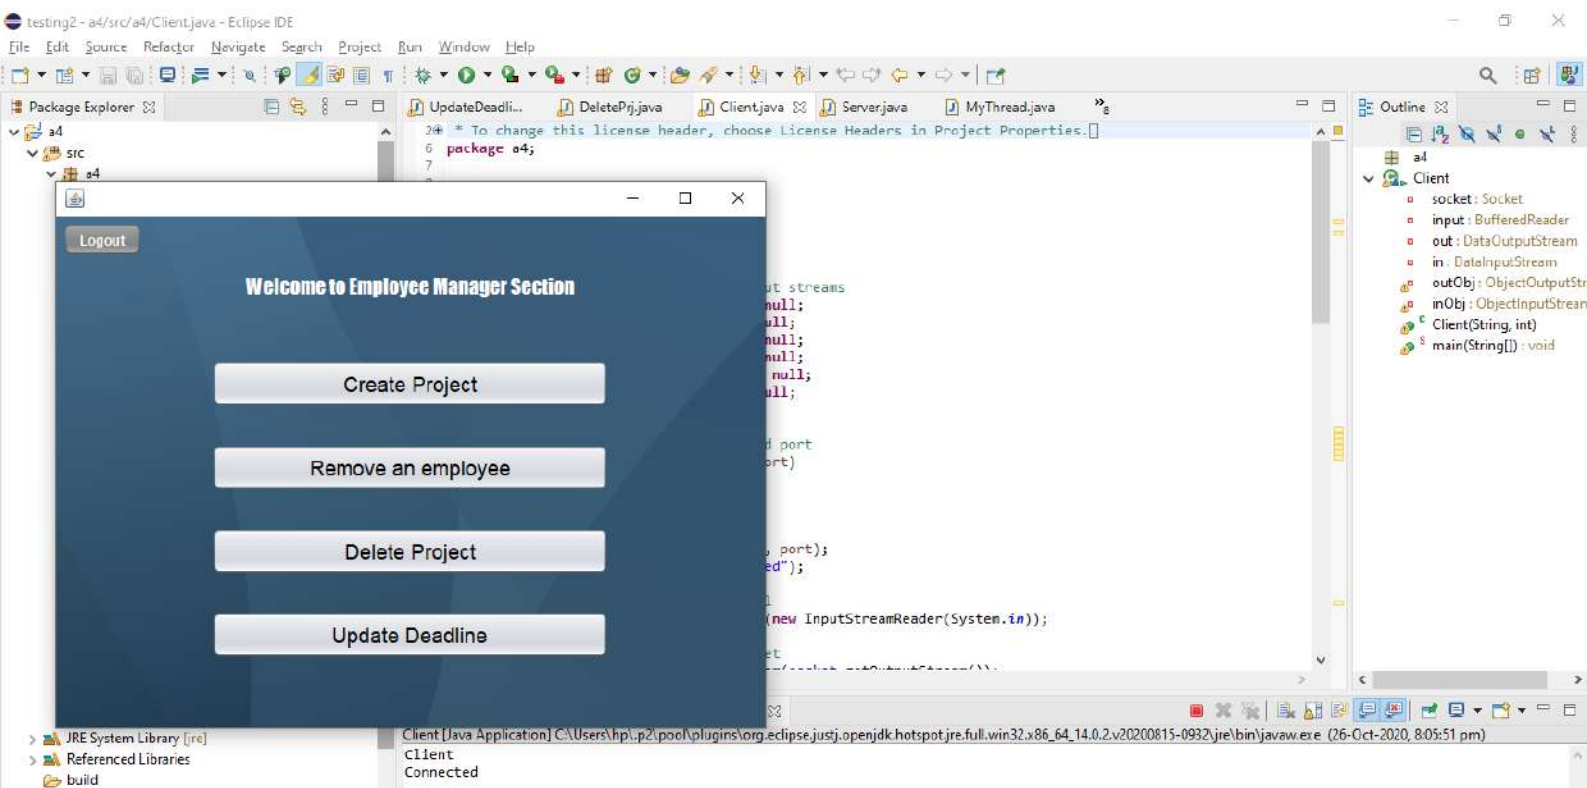 testing2 - a4/src/a4/Client.java - Eclipse IDE
File Edit Source Refactor Navigate Search Project Run Window Help
Package Explorer
a4
src
a4
JRE System Library [jre]
Referenced Libraries
build
Logout
Welcome to Employee Manager Section
Create Project
Remove an employee
Delete Project
Update Deadline
UpdateDeadli... DeletePrj.java Client.java Server.java MyThread.java »8
2 * To change this license header, choose License Headers in Project Properties.
6 package a4;
7
ut streams
null;
ull;
null;
null;
null;
ull;
d port
ort)
, port);
ed");
(new InputStreamReader(System.in));
et
Client [Java Application] C:\Users\hp\.p2\pool\plugins\org.eclipse.justj.openjdk.hotspot.jre.full.win32.x86_64_14.0.2.v20200815-0932\jre\bin\javaw.exe (26-Oct-2020, 8:05:51 pm)
Client
Connected
Outline
a4
Client
socket : Socket
input : BufferedReader
out : DataOutputStream
in : DataInputStream
outObj : ObjectOutputStr
inObj : ObjectInputStream
Client(String, int)
main(String[]) : void